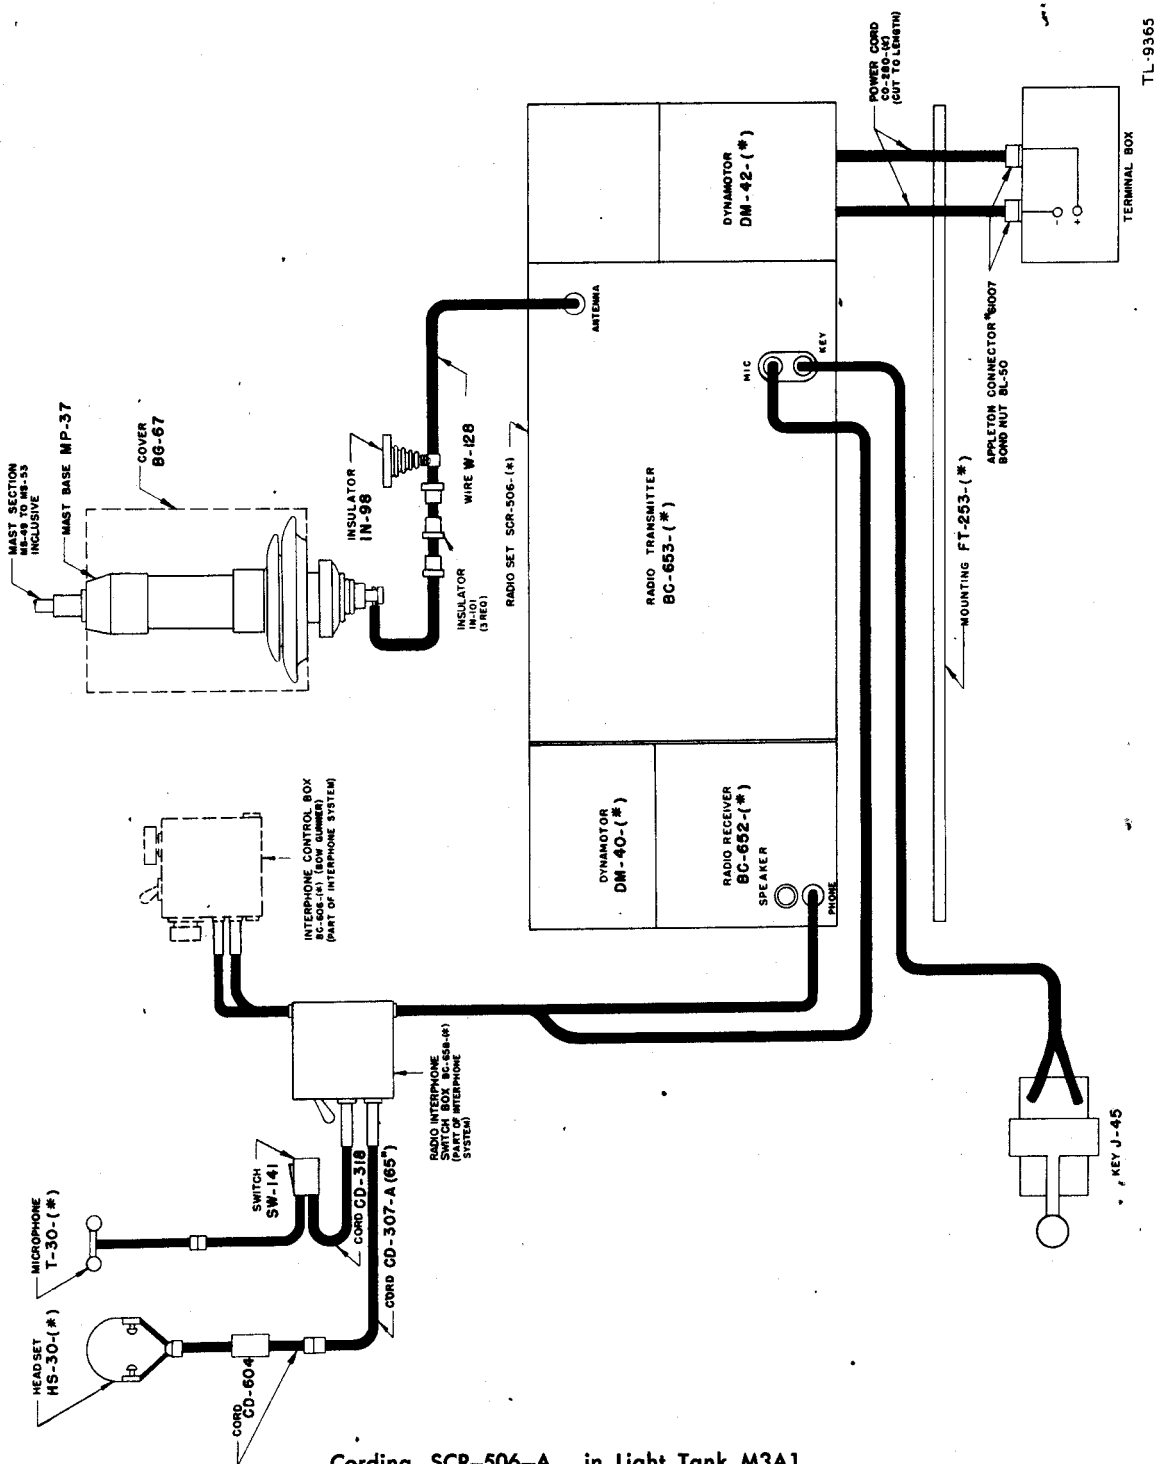 TL-9365
MAST SECTION
MS-49 TO MS-53
INCLUSIVE
MAST BASE MP-37
COVER
BG-67
INSULATOR
IN-98
WIRE W-128
INSULATOR
IN-101
(3 REQ)
ANTENNA
RADIO SET SCR-506-(*)
DYNAMOTOR
DM-42-(*)
POWER CORD
CO-280-(*)
(CUT TO LENGTH)
-
+
TERMINAL BOX
APPLETON CONNECTOR #61007
BOND NUT BL-50
MIC
KEY
RADIO TRANSMITTER
BC-653-(*)
MOUNTING FT-253-(*)
DYNAMOTOR
DM-40-(*)
RADIO RECEIVER
BC-652-(*)
SPEAKER
PHONE
INTERPHONE CONTROL BOX
BC-606-(*) (BOW GUNNER)
(PART OF INTERPHONE SYSTEM)
RADIO INTERPHONE
SWITCH BOX BC-658-(*)
(PART OF INTERPHONE
SYSTEM)
SWITCH
SW-141
MICROPHONE
T-30-(*)
HEADSET
HS-30-(*)
CORD
CD-604
CORD CD-318
CORD CD-307-A (65")
KEY J-45
Cording, SCR-506-A, in Light Tank M3A1